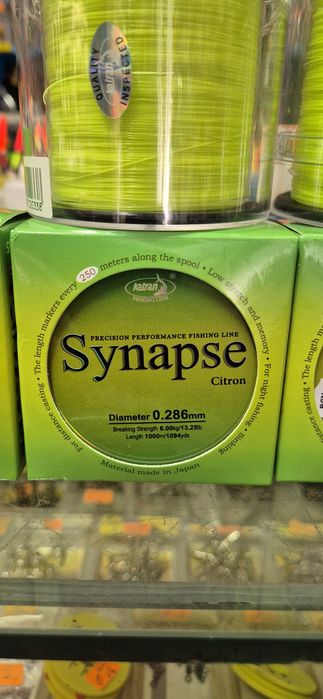 QUALITY
katran
INSPECTED
The length markers every 250 meters along the spool • Low stretch and memory • For night fishing • Sinking
For distance casting •
katran
PRECISION PERFORMANCE FISHING LINE
Synapse
Citron
Diameter 0.286mm
Breaking Strength 6.00kg/13.25lb
Length 1000m/1094yds
Material made in Japan